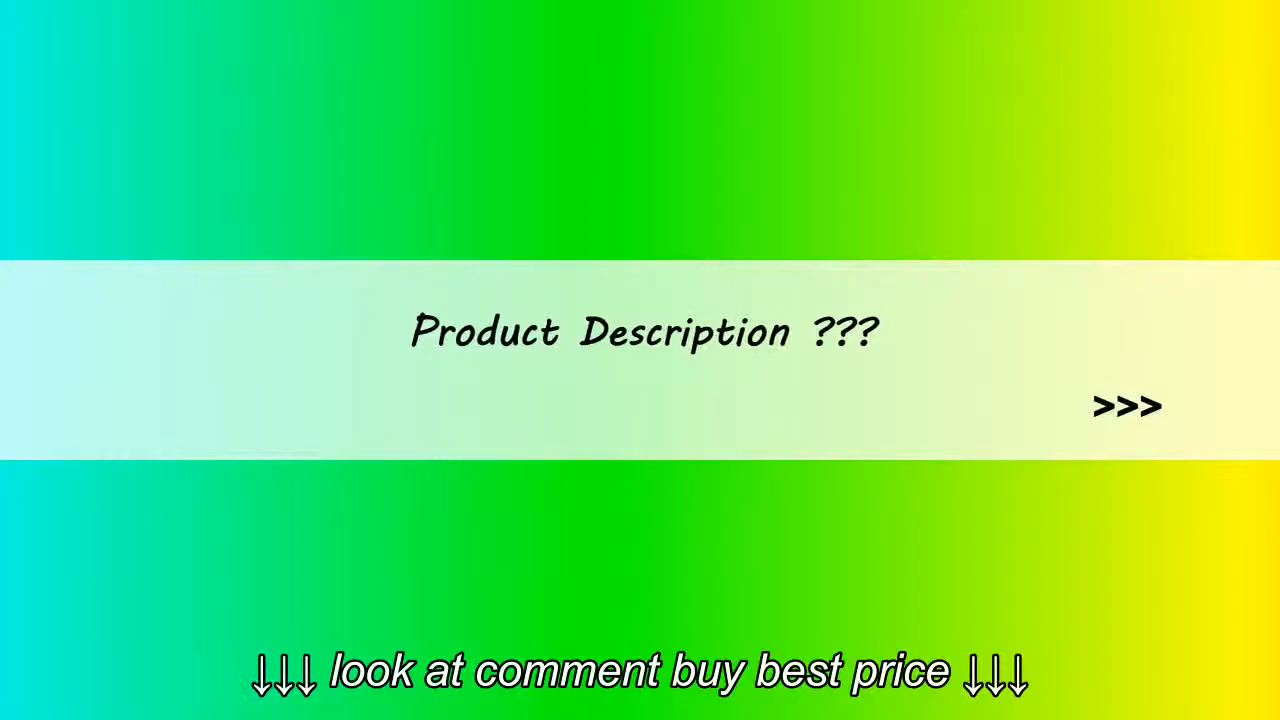 Product Description ???
>>>
↓↓↓ look at comment buy best price ↓↓↓